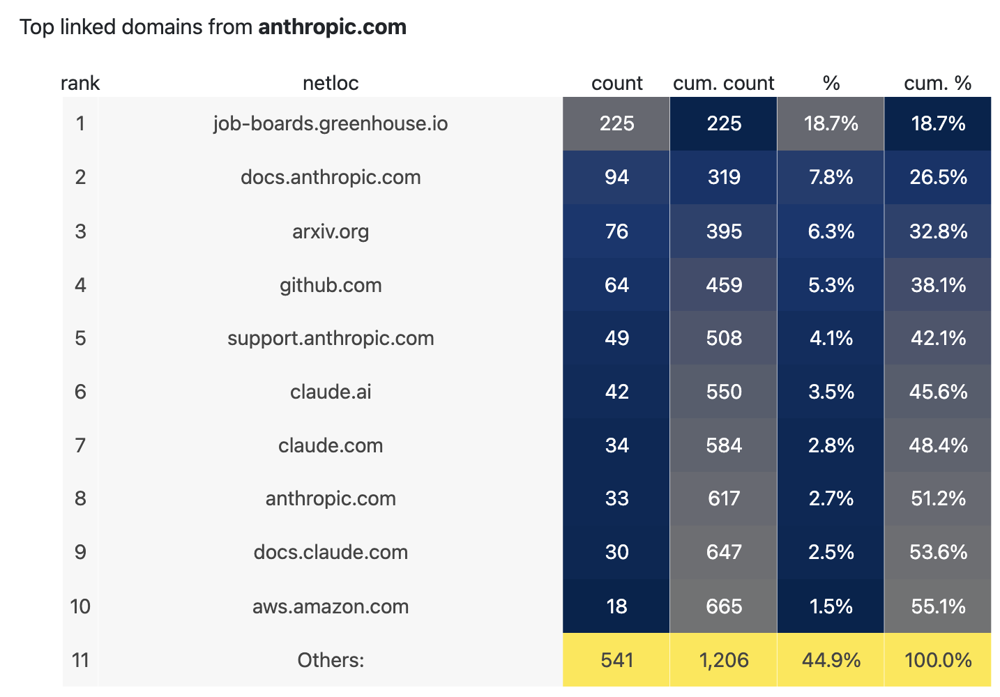 Top linked domains from anthropic.com
rank netloc count cum. count % cum. %
1 job-boards.greenhouse.io 225 225 18.7% 18.7%
2 docs.anthropic.com 94 319 7.8% 26.5%
3 arxiv.org 76 395 6.3% 32.8%
4 github.com 64 459 5.3% 38.1%
5 support.anthropic.com 49 508 4.1% 42.1%
6 claude.ai 42 550 3.5% 45.6%
7 claude.com 34 584 2.8% 48.4%
8 anthropic.com 33 617 2.7% 51.2%
9 docs.claude.com 30 647 2.5% 53.6%
10 aws.amazon.com 18 665 1.5% 55.1%
11 Others: 541 1,206 44.9% 100.0%